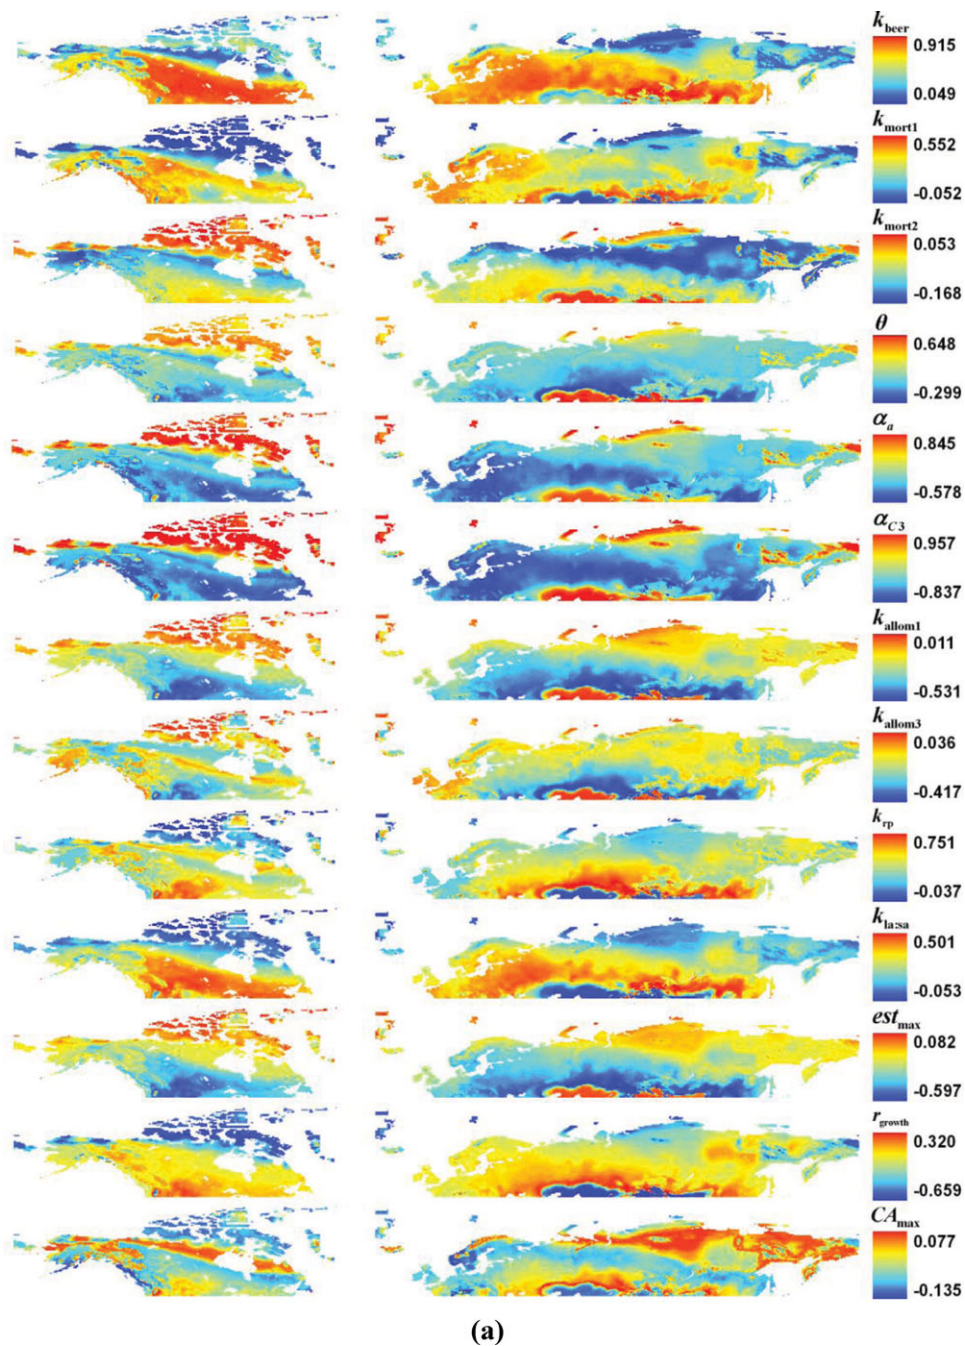 k_beer
0.915
0.049
k_mort1
0.552
-0.052
k_mort2
0.053
-0.168
θ
0.648
-0.299
α_a
0.845
-0.578
α_C3
0.957
-0.837
k_allom1
0.011
-0.531
k_allom3
0.036
-0.417
k_rp
0.751
-0.037
k_la:sa
0.501
-0.053
est_max
0.082
-0.597
r_growth
0.320
-0.659
CA_max
0.077
-0.135
(a)